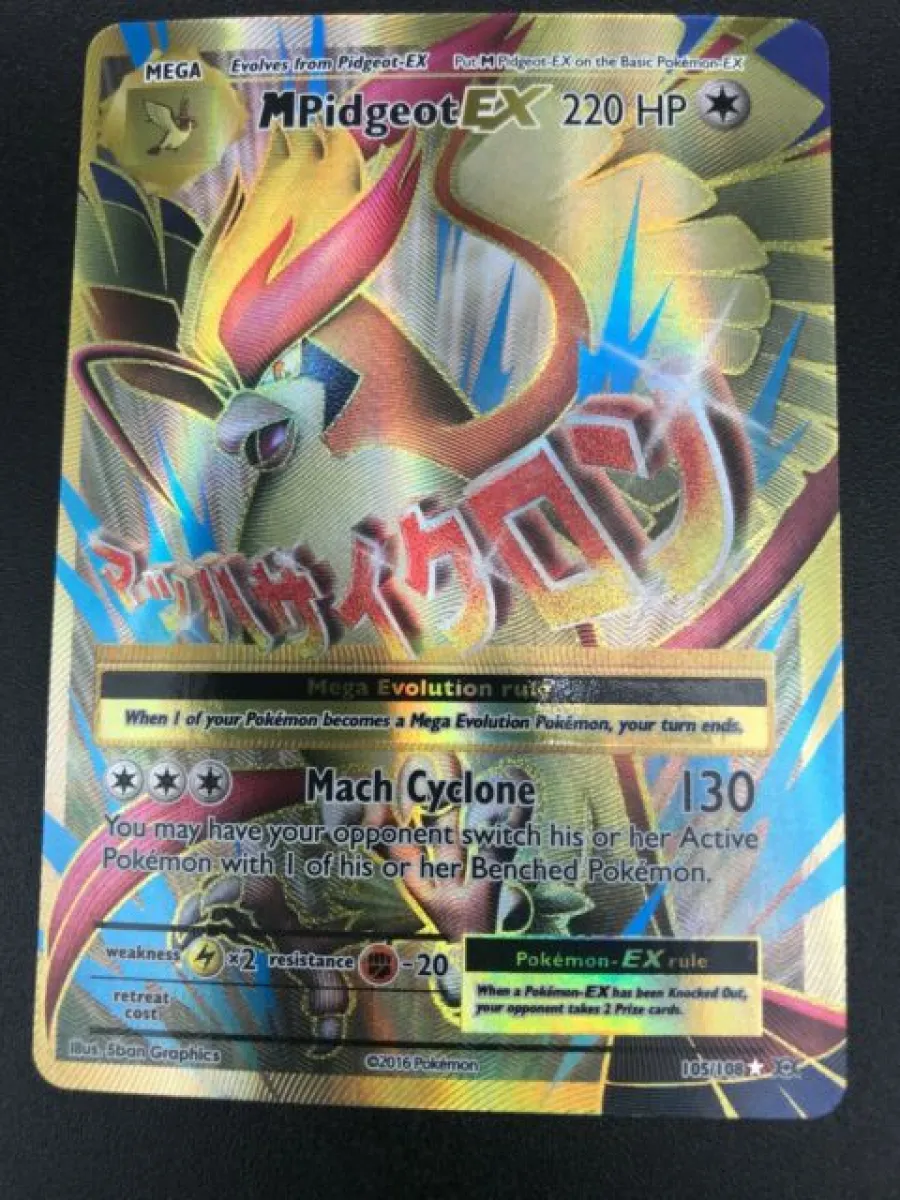 Evolves from Pidgeot-EX Put M Pidgeot-EX on the Basic Pokémon-EX
MEGA
MPidgeotEX 220 HP
マッハサイクロン
Mega Evolution rule
When 1 of your Pokémon becomes a Mega Evolution Pokémon, your turn ends.
Mach Cyclone 130
You may have your opponent switch his or her Active
Pokémon with 1 of his or her Benched Pokémon.
weakness ×2 resistance -20
retreat
cost
Pokémon-EX rule
When a Pokémon-EX has been Knocked Out,
your opponent takes 2 Prize cards.
Illus. 5ban Graphics
©2016 Pokémon
105/108